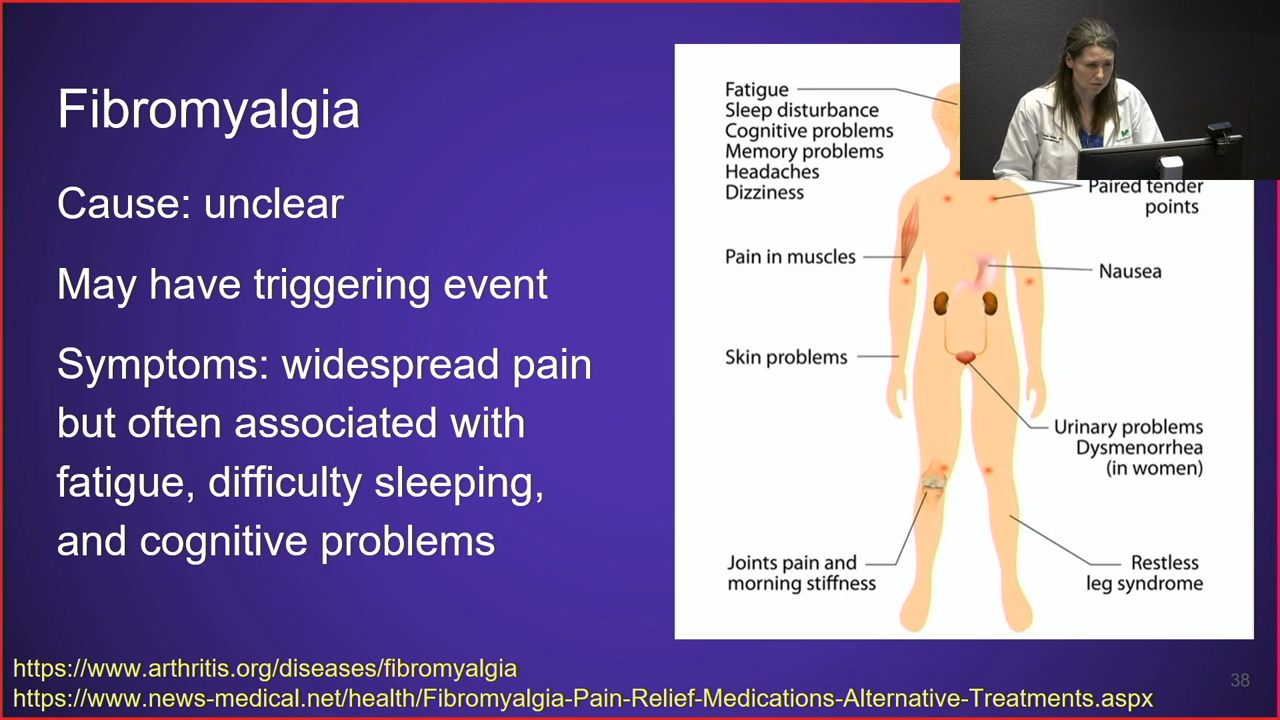 Fibromyalgia
Cause: unclear
May have triggering event
Symptoms: widespread pain
but often associated with
fatigue, difficulty sleeping,
and cognitive problems
Fatigue
Sleep disturbance
Cognitive problems
Memory problems
Headaches
Dizziness
Paired tender
points
Pain in muscles
Nausea
Skin problems
Urinary problems
Dysmenorrhea
(in women)
Joints pain and
morning stiffness
Restless
leg syndrome
https://www.arthritis.org/diseases/fibromyalgia
https://www.news-medical.net/health/Fibromyalgia-Pain-Relief-Medications-Alternative-Treatments.aspx
38